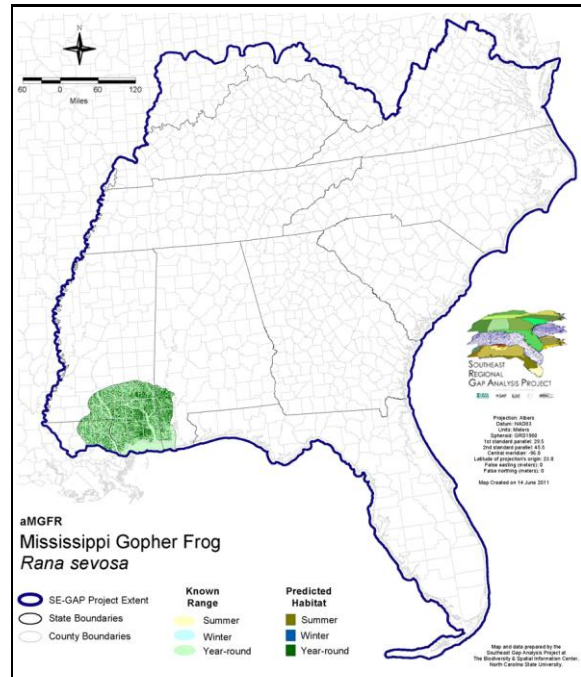 N
60 0 60 120
Miles
SOUTHEAST
REGIONAL
GAP ANALYSIS PROJECT
Projection: Albers
Datum: NAD83
Units: Meters
Spheroid: GRS1980
1st standard parallel: 29.5
2nd standard parallel: 45.5
Central meridian: -96.0
Latitude of projection's origin: 23.0
False easting (meters): 0
False northing (meters): 0
Map Created on 14 June 2011
aMGFR
Mississippi Gopher Frog
Rana sevosa
SE-GAP Project Extent
State Boundaries
County Boundaries
Known
Range
Summer
Winter
Year-round
Predicted
Habitat
Summer
Winter
Year-round
Map and data prepared by the
Southeast Gap Analysis Project at
The Biodiversity & Spatial Information Center,
North Carolina State University.